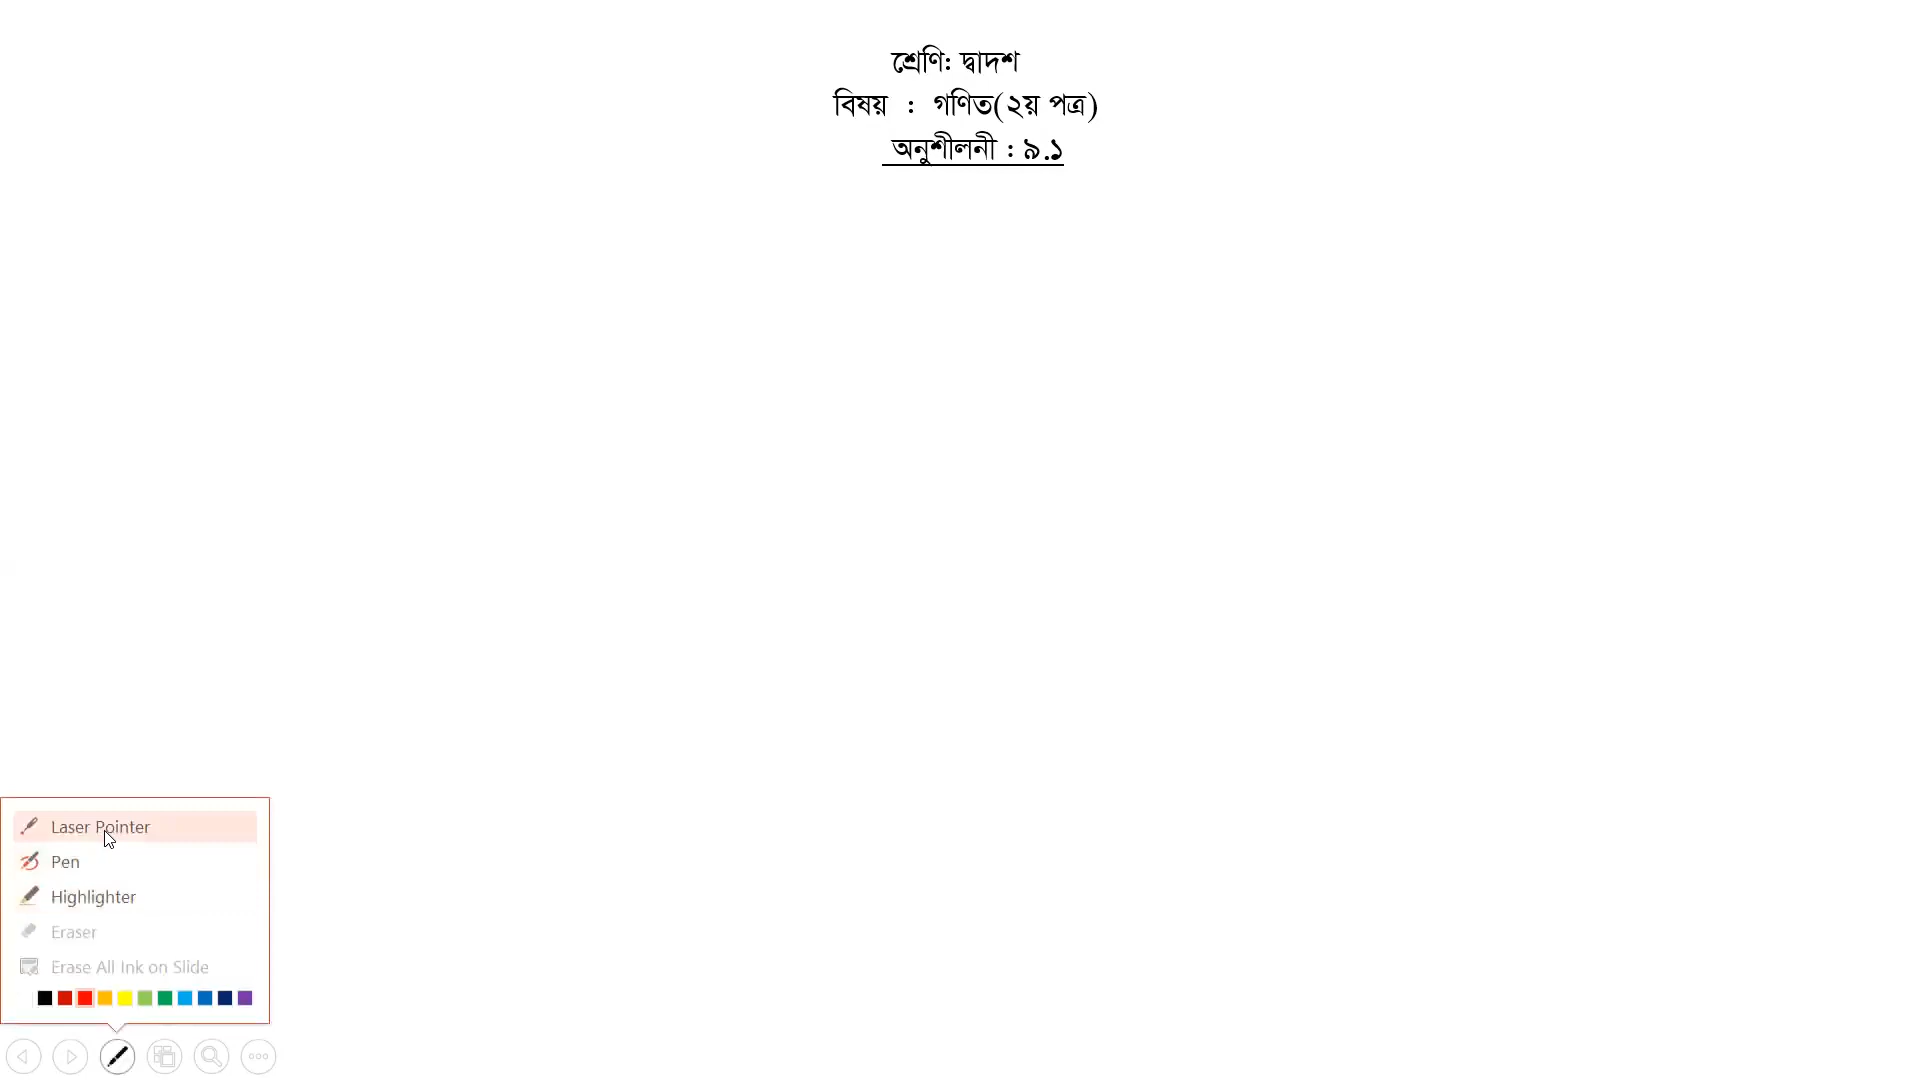 শ্রেণি: দ্বাদশ
বিষয় : গণিত(২য় পত্র)
অনুশীলনী : ৯.১
Laser Pointer
Pen
Highlighter
Eraser
Erase All Ink on Slide